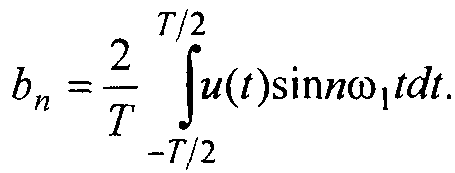 b_n = \frac{2}{T} \int_{-T/2}^{T/2} u(t) \sin n\omega_1 t dt.